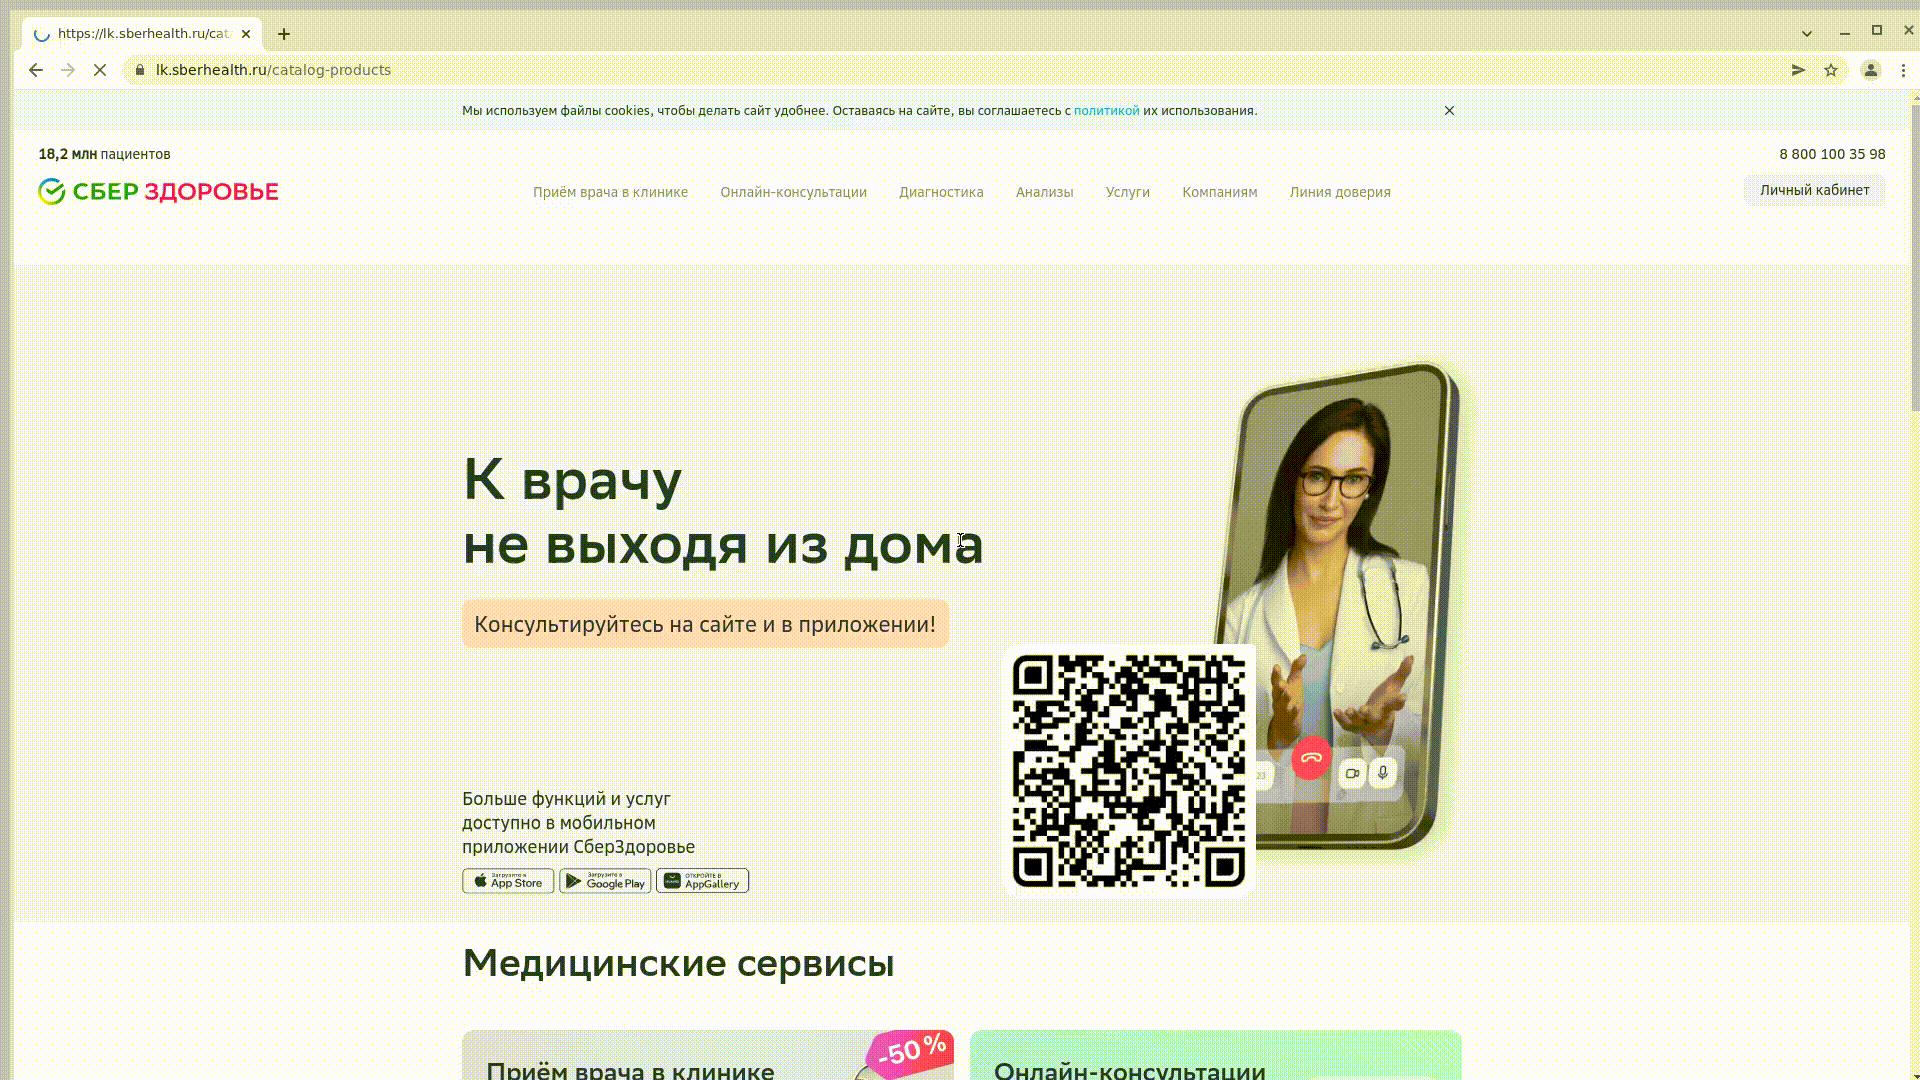 https://lk.sberhealth.ru/cat
lk.sberhealth.ru/catalog-products
Мы используем файлы cookies, чтобы делать сайт удобнее. Оставаясь на сайте, вы соглашаетесь с политикой их использования.
18,2 млн пациентов
8 800 100 35 98
СБЕР ЗДОРОВЬЕ
Приём врача в клинике
Онлайн-консультации
Диагностика
Анализы
Услуги
Компаниям
Линия доверия
Личный кабинет
К врачу
не выходя из дома
Консультируйтесь на сайте и в приложении!
23
Больше функций и услуг
доступно в мобильном
приложении СберЗдоровье
Загрузите в
App Store
Загрузите в
Google Play
ОТКРОЙТЕ В
AppGallery
Медицинские сервисы
-50%
Приём врача в клинике
Онлайн-консультации